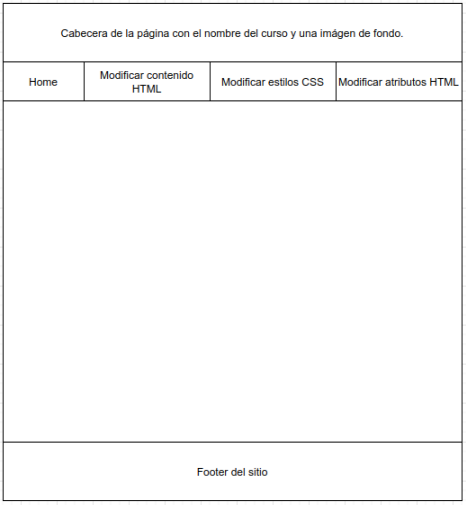 Cabecera de la página con el nombre del curso y una imágen de fondo.
Home
Modificar contenido
HTML
Modificar estilos CSS
Modificar atributos HTML
Footer del sitio